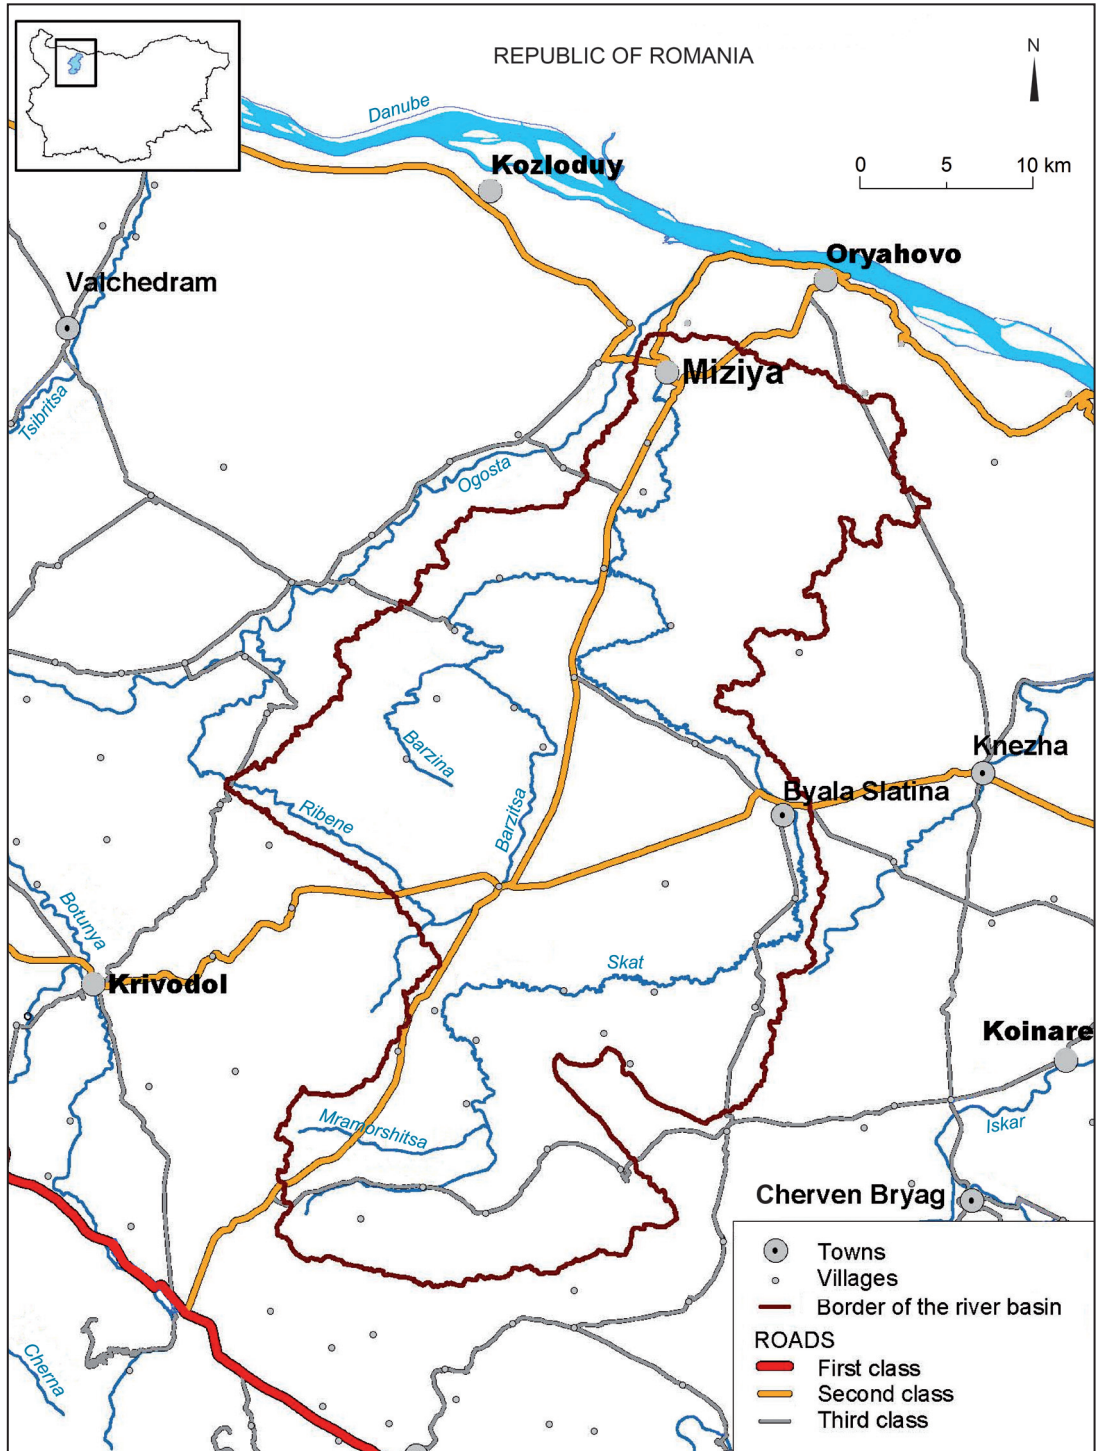 REPUBLIC OF ROMANIA
N
Danube
Kozloduy
0 5 10 km
Oryahovo
Valchedram
Miziya
Tsibritsa
Ogosta
Knezha
Barzina
Byala Slatina
Ribene
Barzitsa
Botunya
Skat
Krivodol
Koinare
Mramorshitsa
Iskar
Cherven Bryag
Cherna
Towns
Villages
Border of the river basin
ROADS
First class
Second class
Third class